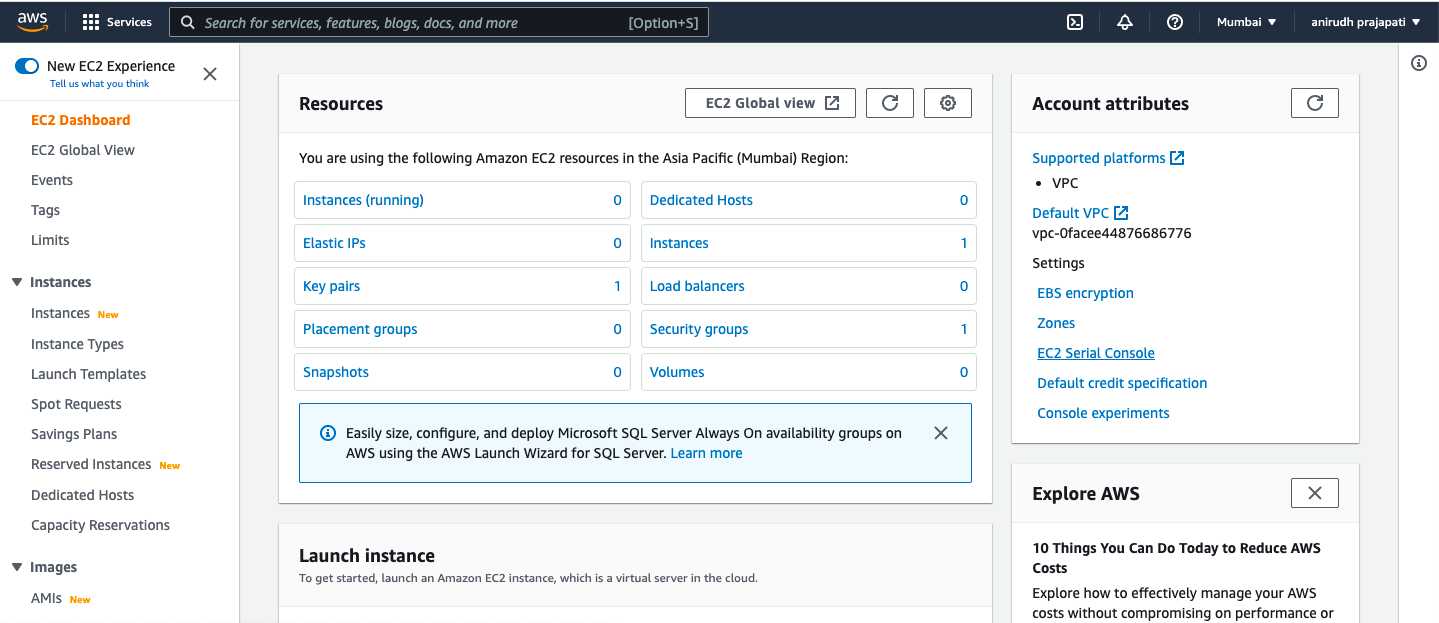 aws
Services
Search for services, features, blogs, docs, and more
[Option+S]
Mumbai
anirudh prajapati
New EC2 Experience
Tell us what you think
EC2 Dashboard
EC2 Global View
Events
Tags
Limits
Instances
Instances New
Instance Types
Launch Templates
Spot Requests
Savings Plans
Reserved Instances New
Dedicated Hosts
Capacity Reservations
Images
AMIs New
Resources
EC2 Global view
You are using the following Amazon EC2 resources in the Asia Pacific (Mumbai) Region:
Instances (running) 0
Dedicated Hosts 0
Elastic IPs 0
Instances 1
Key pairs 1
Load balancers 0
Placement groups 0
Security groups 1
Snapshots 0
Volumes 0
Easily size, configure, and deploy Microsoft SQL Server Always On availability groups on
AWS using the AWS Launch Wizard for SQL Server. Learn more
Launch instance
To get started, launch an Amazon EC2 instance, which is a virtual server in the cloud.
Account attributes
Supported platforms
• VPC
Default VPC
vpc-0facee44876686776
Settings
EBS encryption
Zones
EC2 Serial Console
Default credit specification
Console experiments
Explore AWS
10 Things You Can Do Today to Reduce AWS
Costs
Explore how to effectively manage your AWS
costs without compromising on performance or